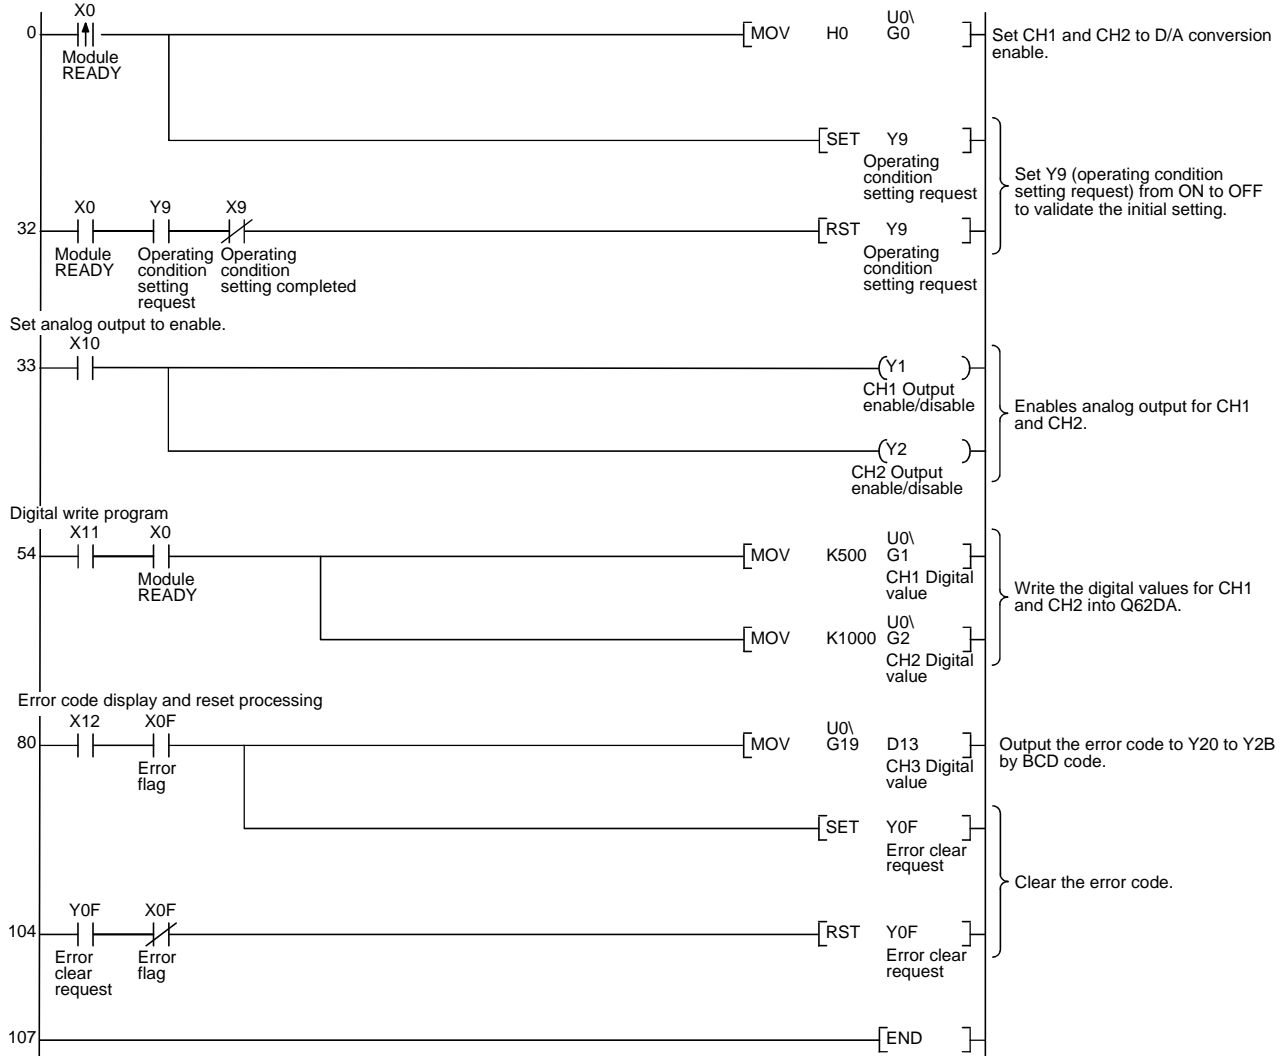 X0
0
Module
READY
MOV H0 U0\
G0
Set CH1 and CH2 to D/A conversion
enable.
SET Y9
Operating
condition
setting request
Set Y9 (operating condition
setting request) from ON to OFF
to validate the initial setting.
X0 Y9 X9
32
RST Y9
Module
READY
Operating
condition
setting
request
Operating
condition
setting completed
Operating
condition
setting request
Set analog output to enable.
X10
33
Y1
CH1 Output
enable/disable
Enables analog output for CH1
and CH2.
Y2
CH2 Output
enable/disable
Digital write program
X11 X0
54
Module
READY
MOV K500 U0\
G1
CH1 Digital
value
Write the digital values for CH1
and CH2 into Q62DA.
MOV K1000 U0\
G2
CH2 Digital
value
Error code display and reset processing
X12 X0F
80
Error
flag
MOV U0\
G19 D13
CH3 Digital
value
Output the error code to Y20 to Y2B
by BCD code.
SET Y0F
Error clear
request
Clear the error code.
Y0F X0F
104
Error
clear
request
Error
flag
RST Y0F
Error clear
request
107
END